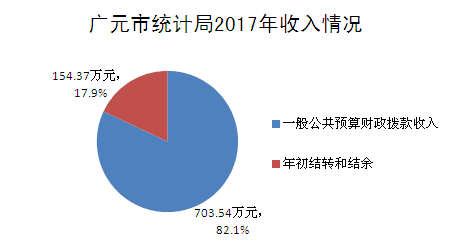 广元市统计局2017年收入情况
154.37万元，
17.9%
一般公共预算财政拨款收入
年初结转和结余
703.54万元，
82.1%